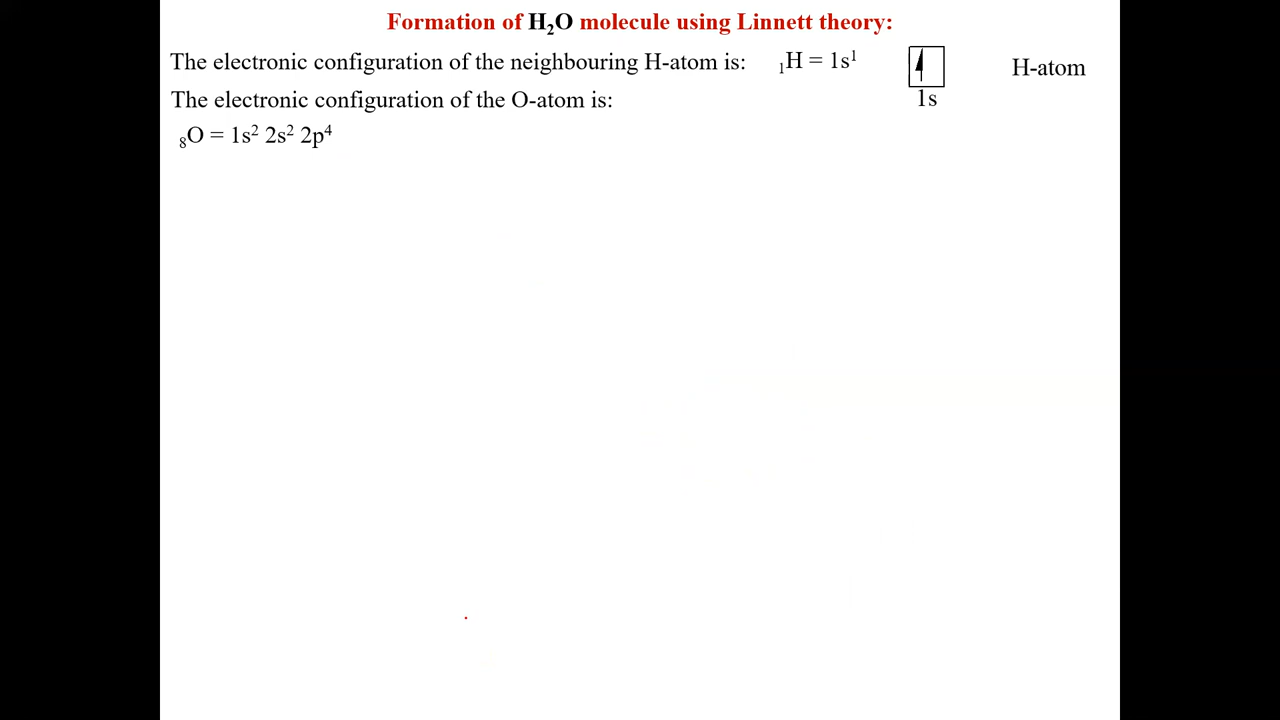 Formation of H₂O molecule using Linnett theory:
The electronic configuration of the neighbouring H-atom is: ₁H = 1s¹ H-atom
1s
The electronic configuration of the O-atom is:
₈O = 1s² 2s² 2p⁴